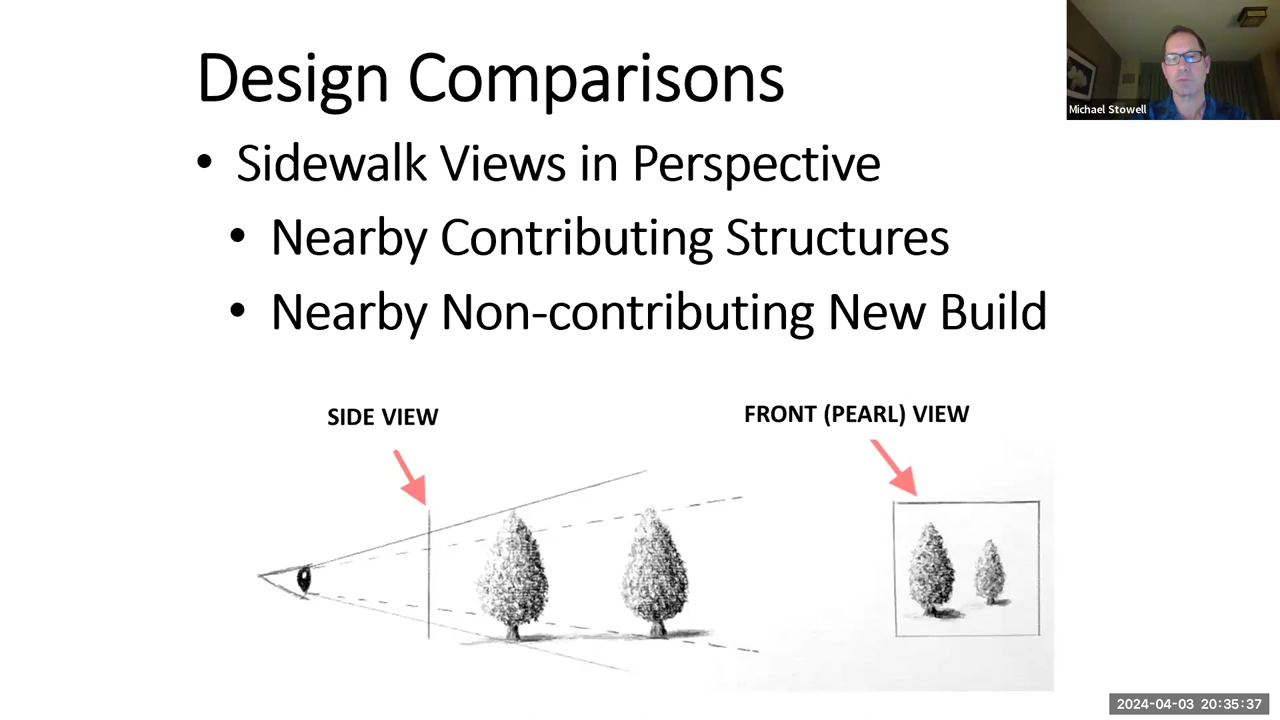 Design Comparisons
Michael Stowell
• Sidewalk Views in Perspective
• Nearby Contributing Structures
• Nearby Non-contributing New Build
SIDE VIEW
FRONT (PEARL) VIEW
2024-04-03 20:35:37